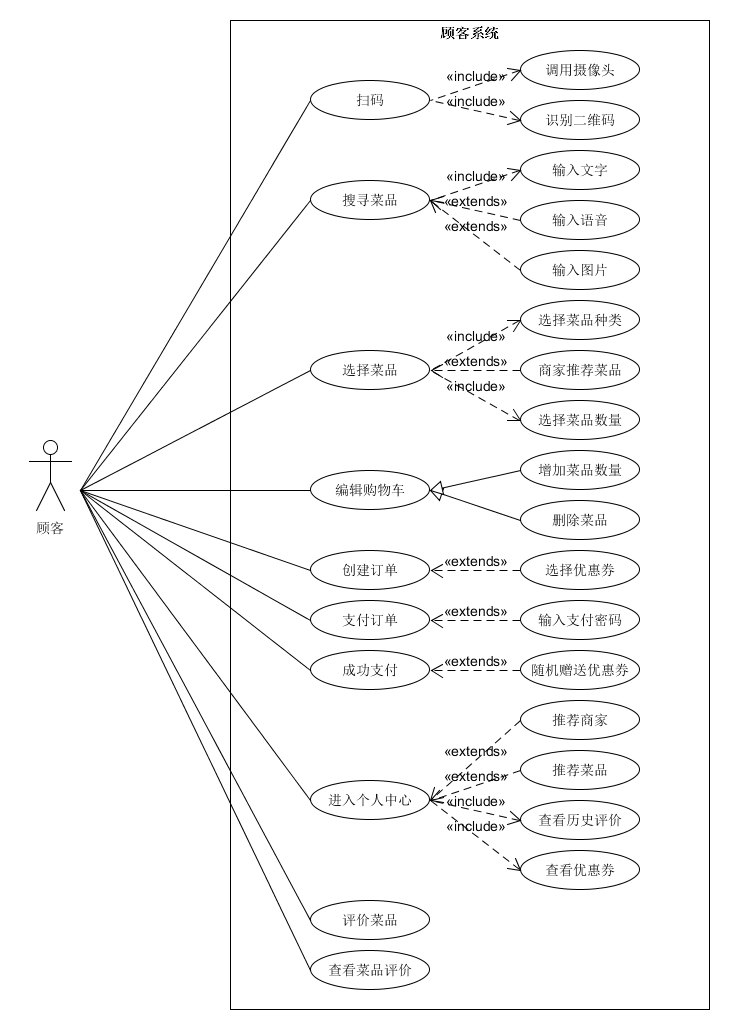 顾客系统
«include»
调用摄像头
扫码
«include»
识别二维码
«include»
输入文字
搜寻菜品
«extends»
输入语音
«extends»
输入图片
«include»
选择菜品种类
选择菜品
«extends»
商家推荐菜品
«include»
选择菜品数量
增加菜品数量
编辑购物车
删除菜品
顾客
创建订单
«extends»
选择优惠券
支付订单
«extends»
输入支付密码
成功支付
«extends»
随机赠送优惠券
推荐商家
«extends»
«extends»
推荐菜品
进入个人中心
«include»
查看历史评价
«include»
查看优惠券
评价菜品
查看菜品评价